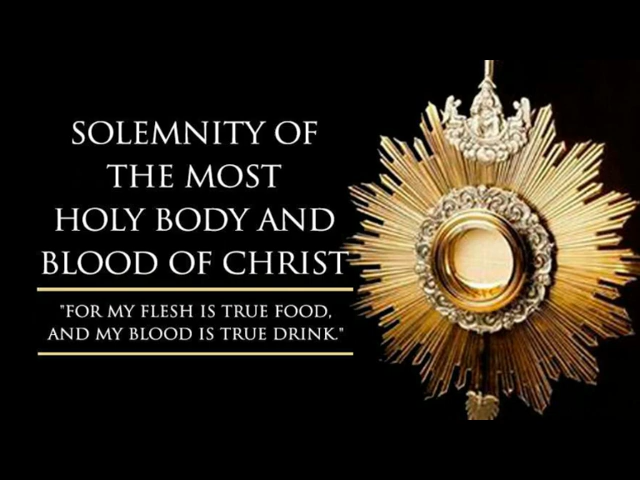 SOLEMNITY OF
THE MOST
HOLY BODY AND
BLOOD OF CHRIST
"FOR MY FLESH IS TRUE FOOD,
AND MY BLOOD IS TRUE DRINK."